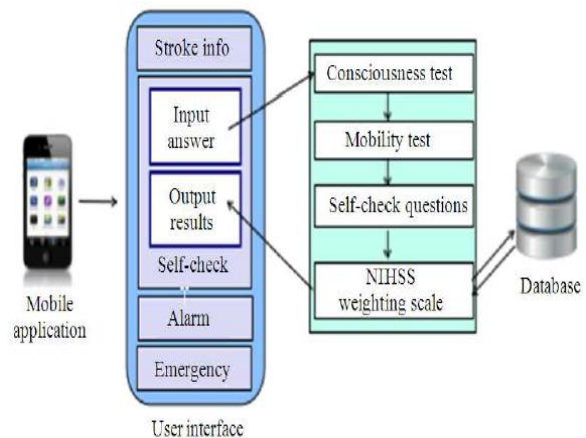 Stroke info
Input
answer
Output
results
Self-check
Alarm
Emergency
User interface
Mobile
application
Consciousness test
Mobility test
Self-check questions
NIHSS
weighting scale
Database